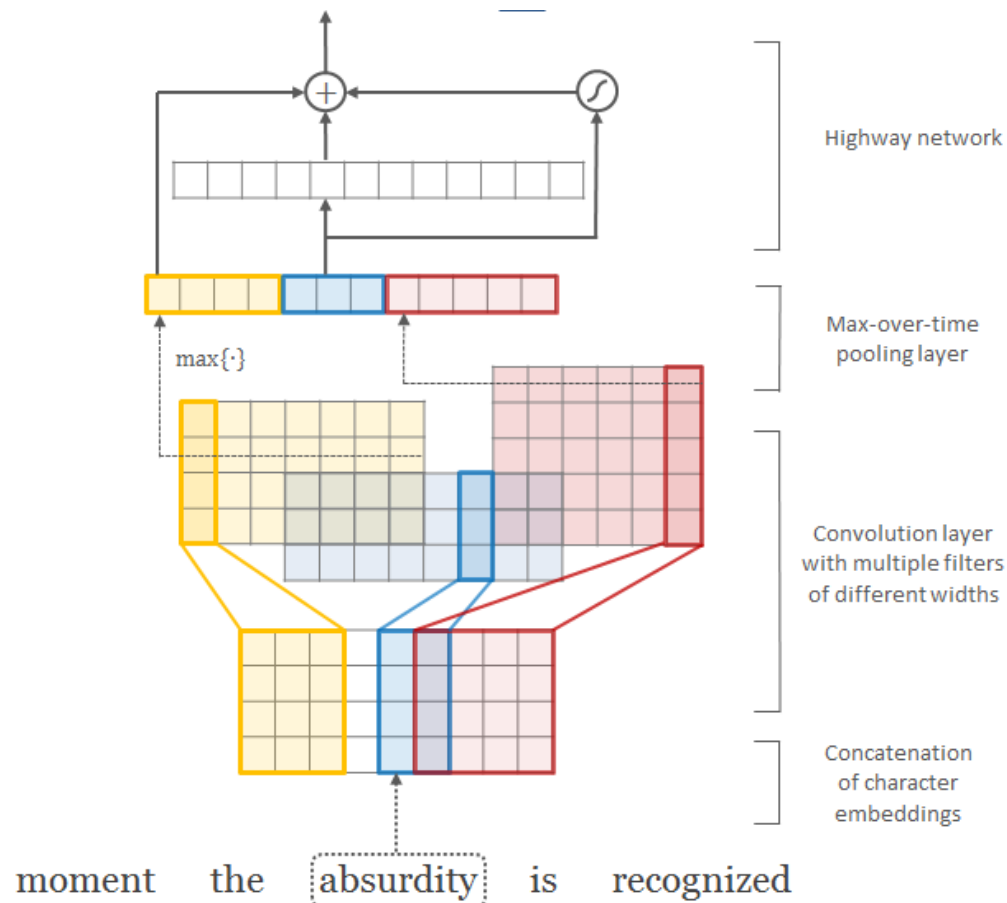 +
Highway network
Max-over-time
pooling layer
max{·}
Convolution layer
with multiple filters
of different widths
Concatenation
of character
embeddings
moment the absurdity is recognized